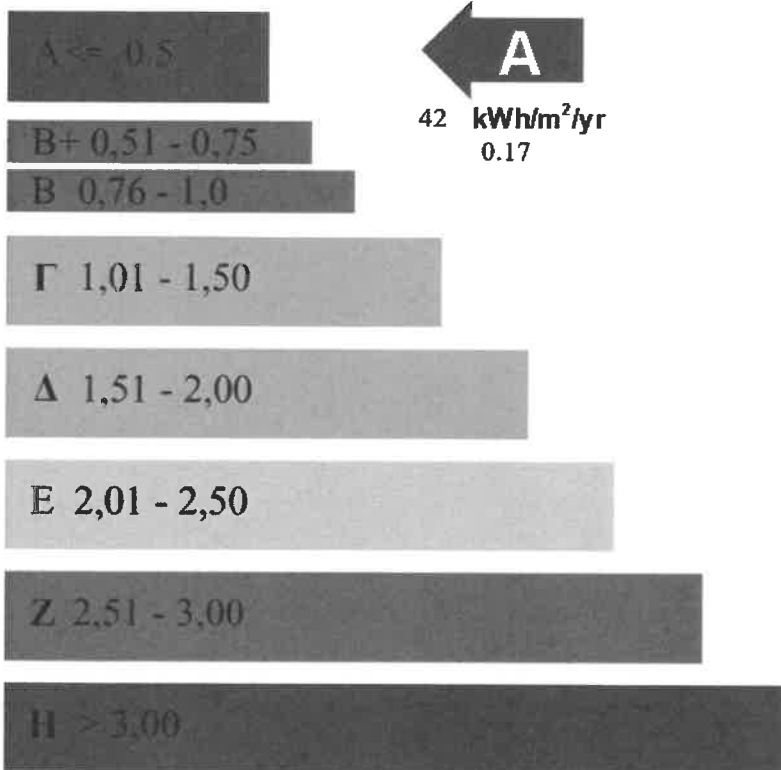 A <= 0.5
A
42 kWh/m²/yr
0.17
B+ 0,51 - 0,75
B 0,76 - 1,0
Γ 1,01 - 1,50
Δ 1,51 - 2,00
E 2,01 - 2,50
Z 2,51 - 3,00
H > 3,00